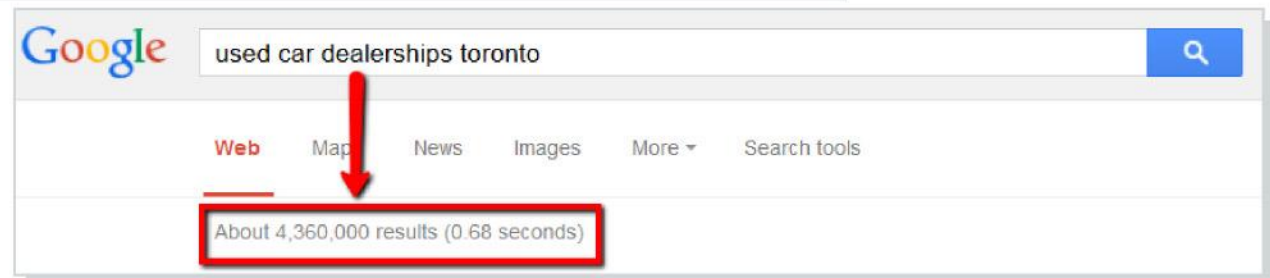 Google used car dealerships toronto
Web Maps News Images More Search tools
About 4,360,000 results (0.68 seconds)